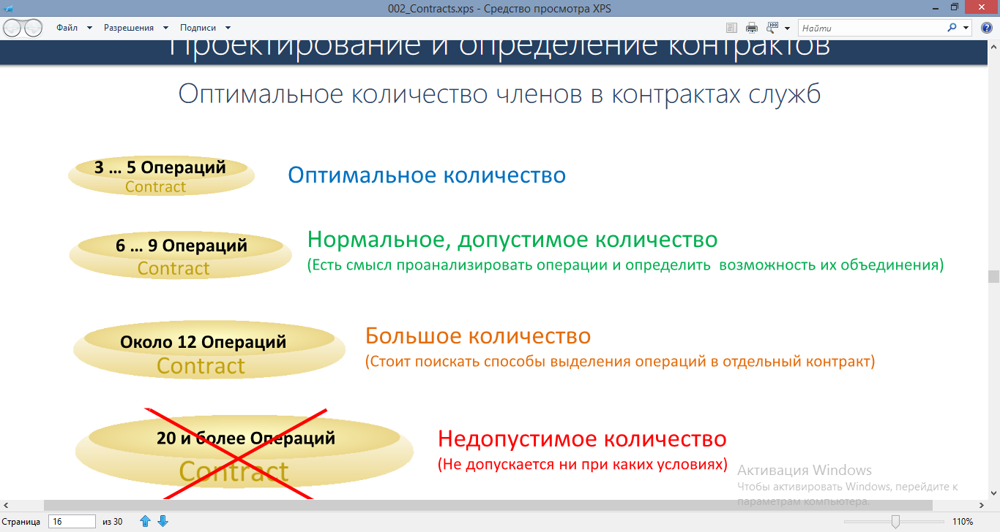 002_Contracts.xps - Средство просмотра XPS
Файл Разрешения Подписи Найти
Проектирование и определение контрактов
Оптимальное количество членов в контрактах служб
3 ... 5 Операций
Contract
Оптимальное количество
6 ... 9 Операций
Contract
Нормальное, допустимое количество
(Есть смысл проанализировать операции и определить возможность их объединения)
Около 12 Операций
Contract
Большое количество
(Стоит поискать способы выделения операций в отдельный контракт)
20 и более Операций
Contract
Недопустимое количество
(Не допускается ни при каких условиях)
Активация Windows
Чтобы активировать Windows, перейдите к
параметрам компьютера.
Страница 16 из 30 110%